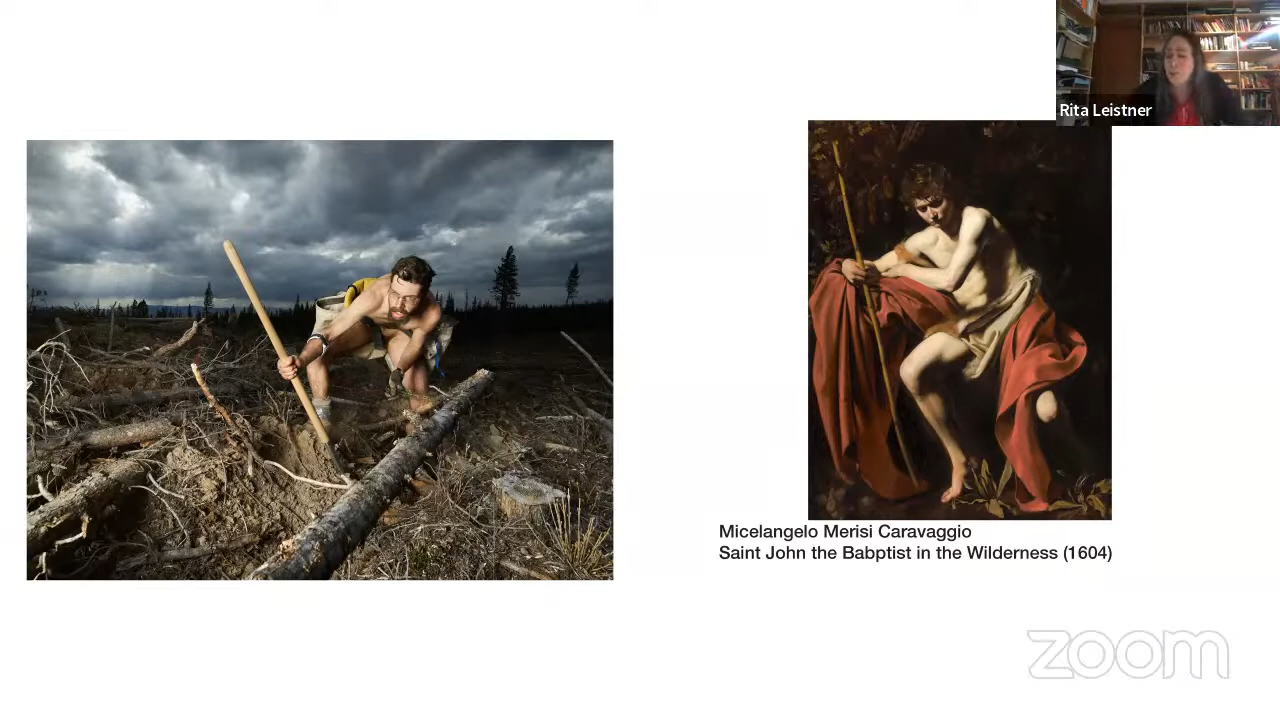 Rita Leistner
Micelangelo Merisi Caravaggio
Saint John the Babptist in the Wilderness (1604)
zoom